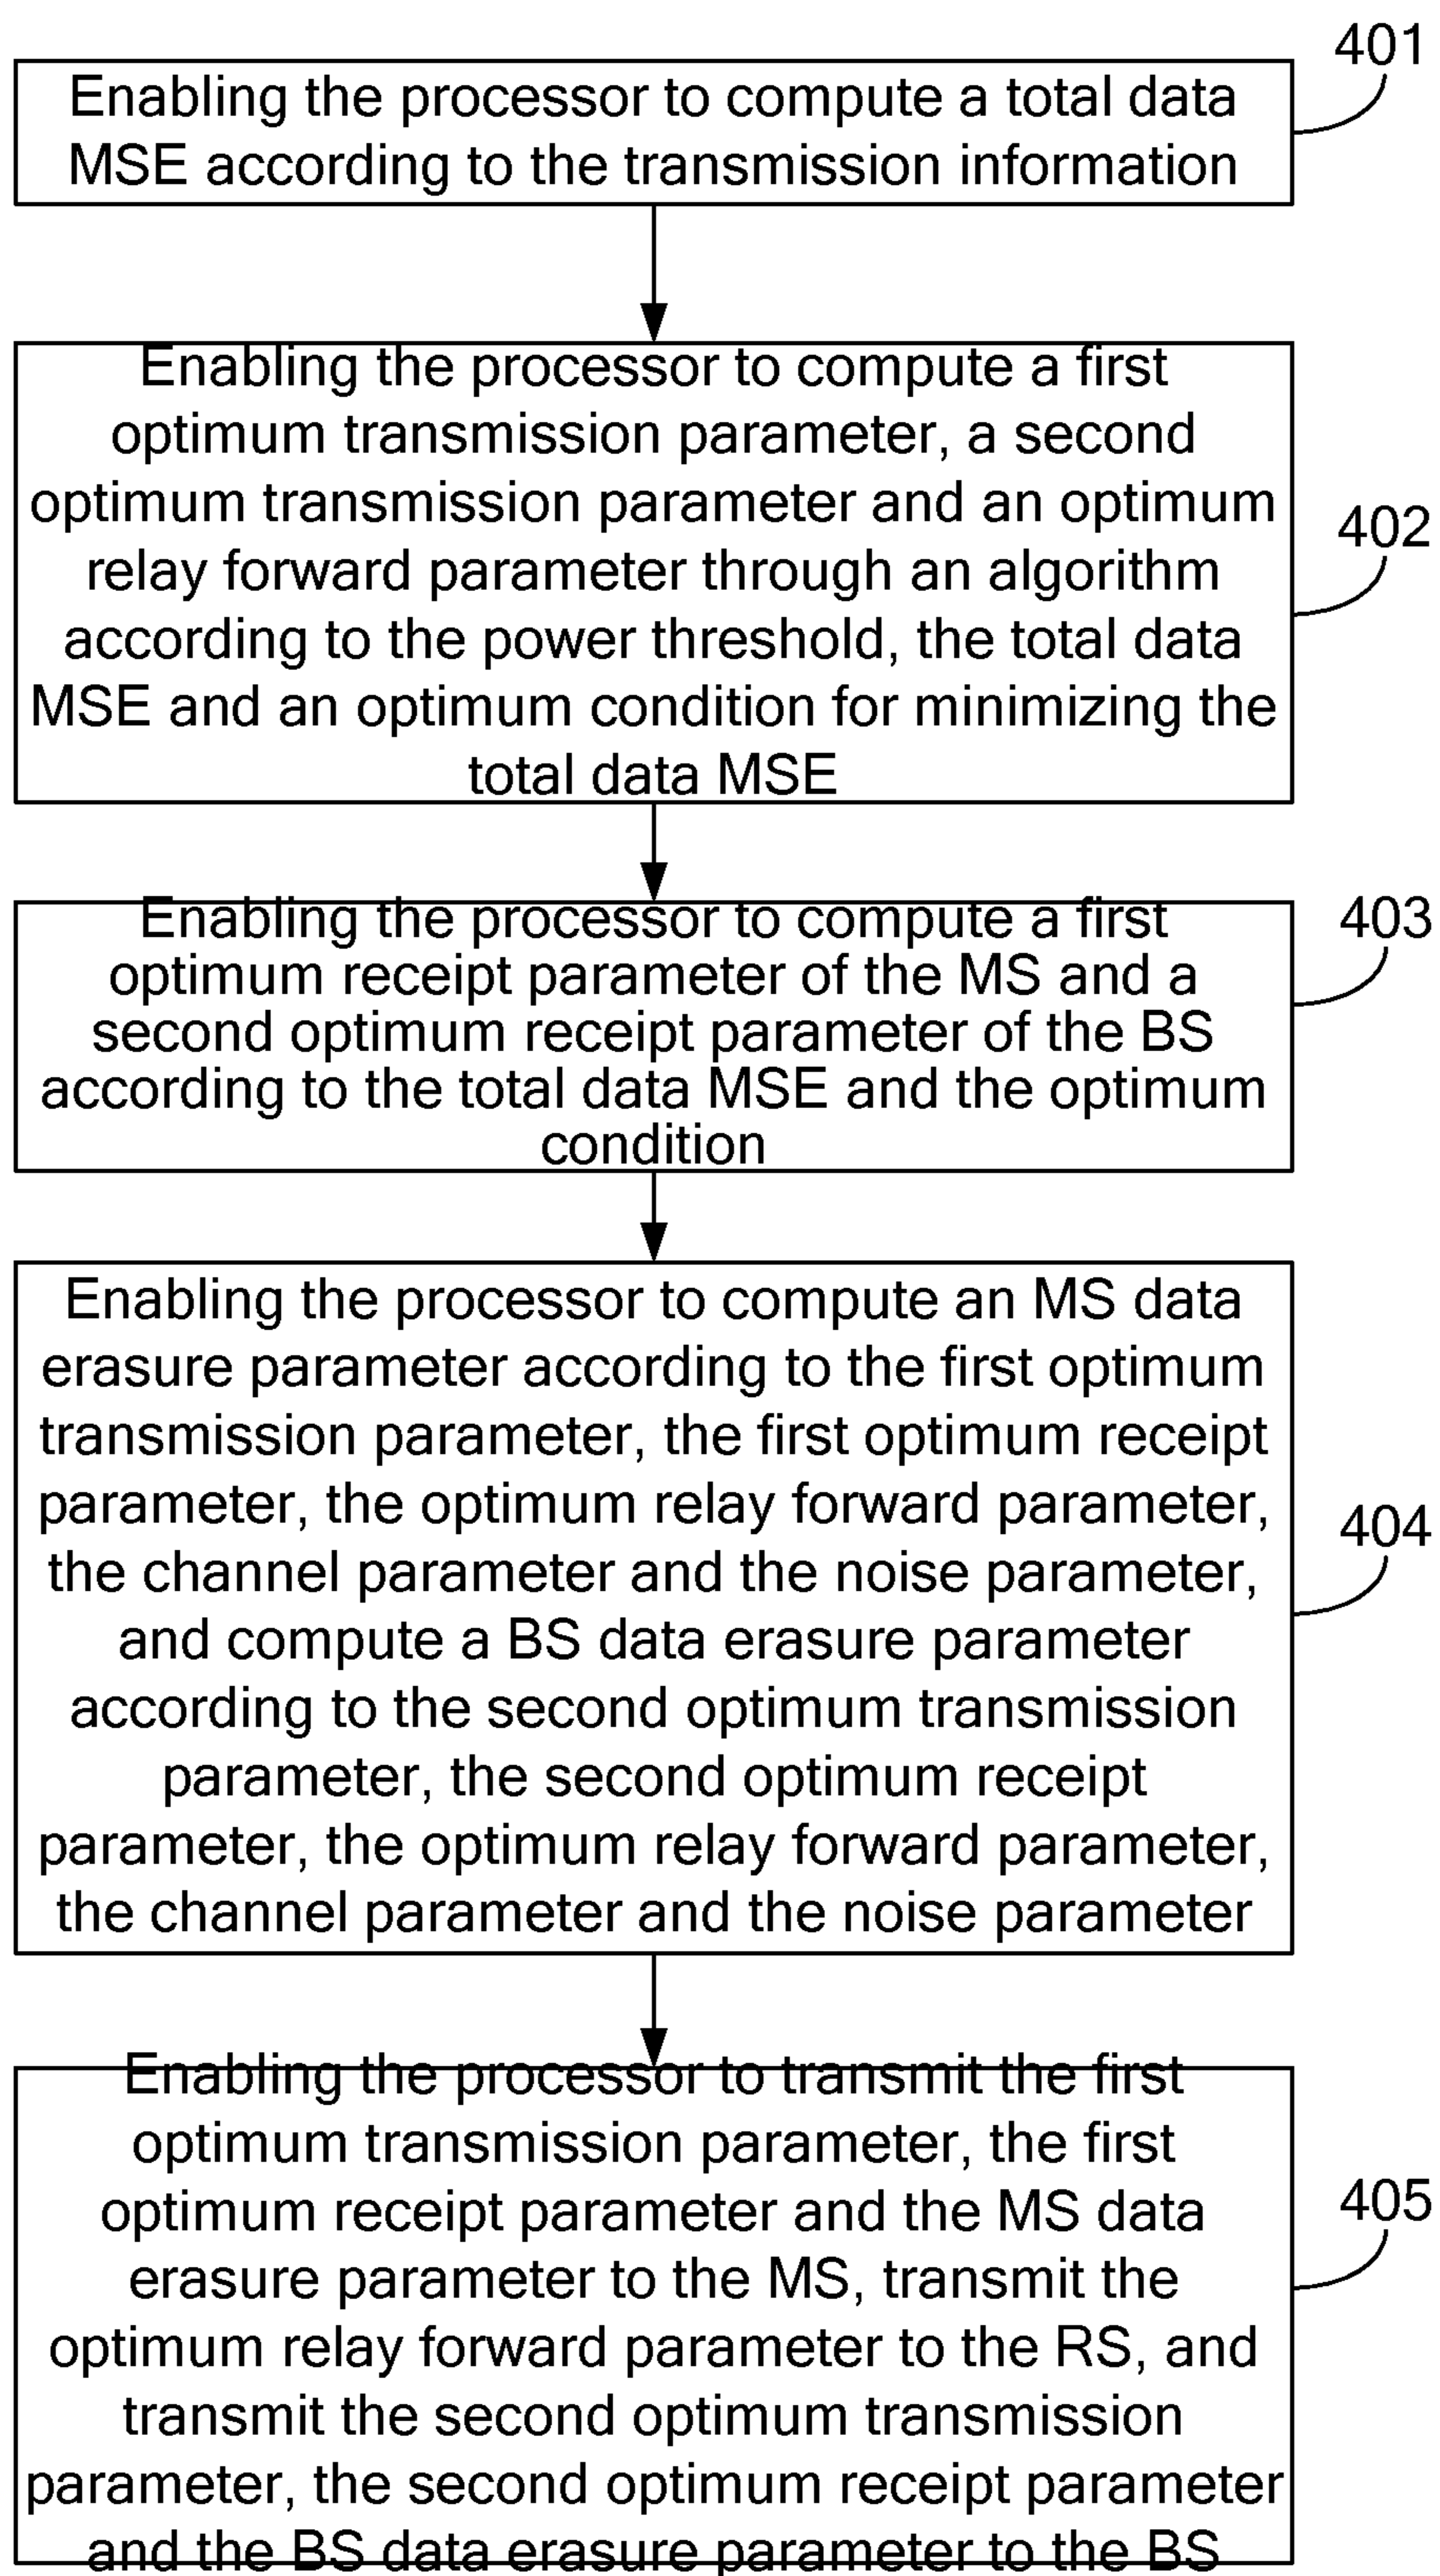 401
Enabling the processor to compute a total data
MSE according to the transmission information
Enabling the processor to compute a first
optimum transmission parameter, a second
optimum transmission parameter and an optimum
relay forward parameter through an algorithm
according to the power threshold, the total data
MSE and an optimum condition for minimizing the
total data MSE
402
Enabling the processor to compute a first
optimum receipt parameter of the MS and a
second optimum receipt parameter of the BS
according to the total data MSE and the optimum
condition
403
Enabling the processor to compute an MS data
erasure parameter according to the first optimum
transmission parameter, the first optimum receipt
parameter, the optimum relay forward parameter,
the channel parameter and the noise parameter,
and compute a BS data erasure parameter
according to the second optimum transmission
parameter, the second optimum receipt
parameter, the optimum relay forward parameter,
the channel parameter and the noise parameter
404
Enabling the processor to transmit the first
optimum transmission parameter, the first
optimum receipt parameter and the MS data
erasure parameter to the MS, transmit the
optimum relay forward parameter to the RS, and
transmit the second optimum transmission
parameter, the second optimum receipt parameter
and the BS data erasure parameter to the BS
405